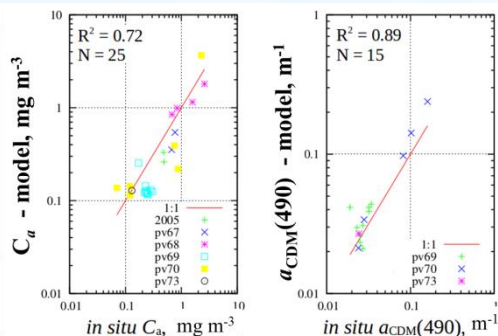 R² = 0.72
N = 25
Cₐ - model, mg m⁻³
10
1
0.1
0.01
0.01
0.1
1
10
1:1
2005
pv67
pv68
pv69
pv70
pv73
in situ Cₐ, mg m⁻³
R² = 0.89
N = 15
a_CDM(490) - model, m⁻¹
1
0.1
0.01
0.01
0.1
1
1:1
pv69
pv70
pv73
in situ a_CDM(490), m⁻¹